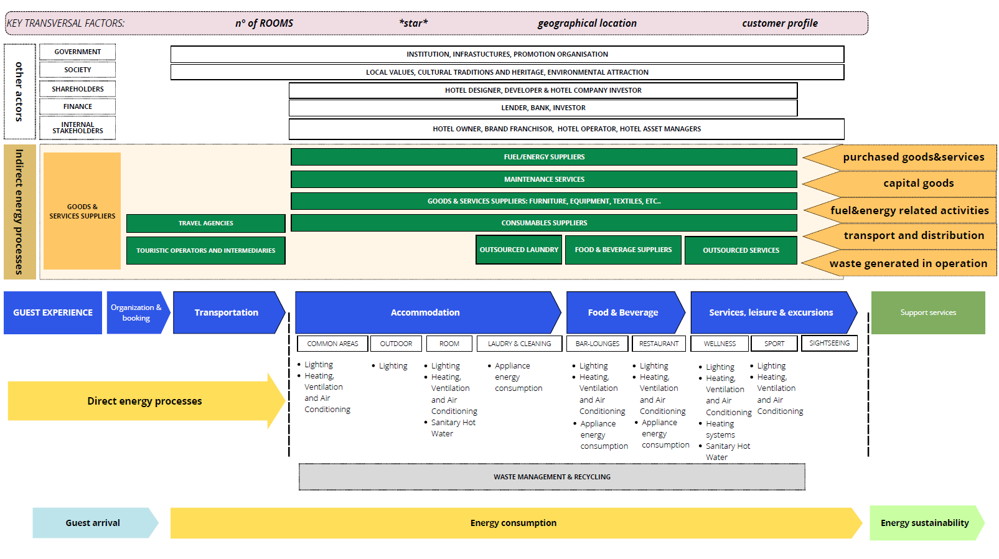 KEY TRANSVERSAL FACTORS: n° of ROOMS *star* geographical location customer profile
other actors
GOVERNMENT
INSTITUTION, INFRASTUCTURES, PROMOTION ORGANISATION
SOCIETY
LOCAL VALUES, CULTURAL TRADITIONS AND HERITAGE, ENVIRONMENTAL ATTRACTION
SHAREHOLDERS
HOTEL DESIGNER, DEVELOPER & HOTEL COMPANY INVESTOR
FINANCE
LENDER, BANK, INVESTOR
INTERNAL
STAKEHOLDERS
HOTEL OWNER, BRAND FRANCHISOR, HOTEL OPERATOR, HOTEL ASSET MANAGERS
Indirect energy processes
GOODS &
SERVICES SUPPLIERS
FUEL/ENERGY SUPPLIERS
MAINTENANCE SERVICES
GOODS & SERVICES SUPPLIERS: FURNITURE, EQUIPMENT, TEXTILES, ETC..
TRAVEL AGENCIES
CONSUMABLES SUPPLIERS
TOURISTIC OPERATORS AND INTERMEDIARIES
OUTSOURCED LAUNDRY
FOOD & BEVERAGE SUPPLIERS
OUTSOURCED SERVICES
purchased goods&services
capital goods
fuel&energy related activities
transport and distribution
waste generated in operation
GUEST EXPERIENCE
Organization &
booking
Transportation
Accommodation
Food & Beverage
Services, leisure & excursions
Support services
COMMON AREAS
OUTDOOR
ROOM
LAUDRY & CLEANING
BAR-LOUNGES
RESTAURANT
WELLNESS
SPORT
SIGHTSEEING
Direct energy processes
• Lighting
• Heating,
Ventilation
and Air
Conditioning
• Lighting
• Lighting
• Heating,
Ventilation
and Air
Conditioning
• Sanitary Hot
Water
• Appliance
energy
consumption
• Lighting
• Heating,
Ventilation
and Air
Conditioning
• Appliance
energy
consumption
• Lighting
• Heating,
Ventilation
and Air
Conditioning
• Appliance
energy
consumption
• Lighting
• Heating,
Ventilation
and Air
Conditioning
• Heating
systems
• Sanitary Hot
Water
• Lighting
• Heating,
Ventilation
and Air
Conditioning
WASTE MANAGEMENT & RECYCLING
Guest arrival
Energy consumption
Energy sustainability